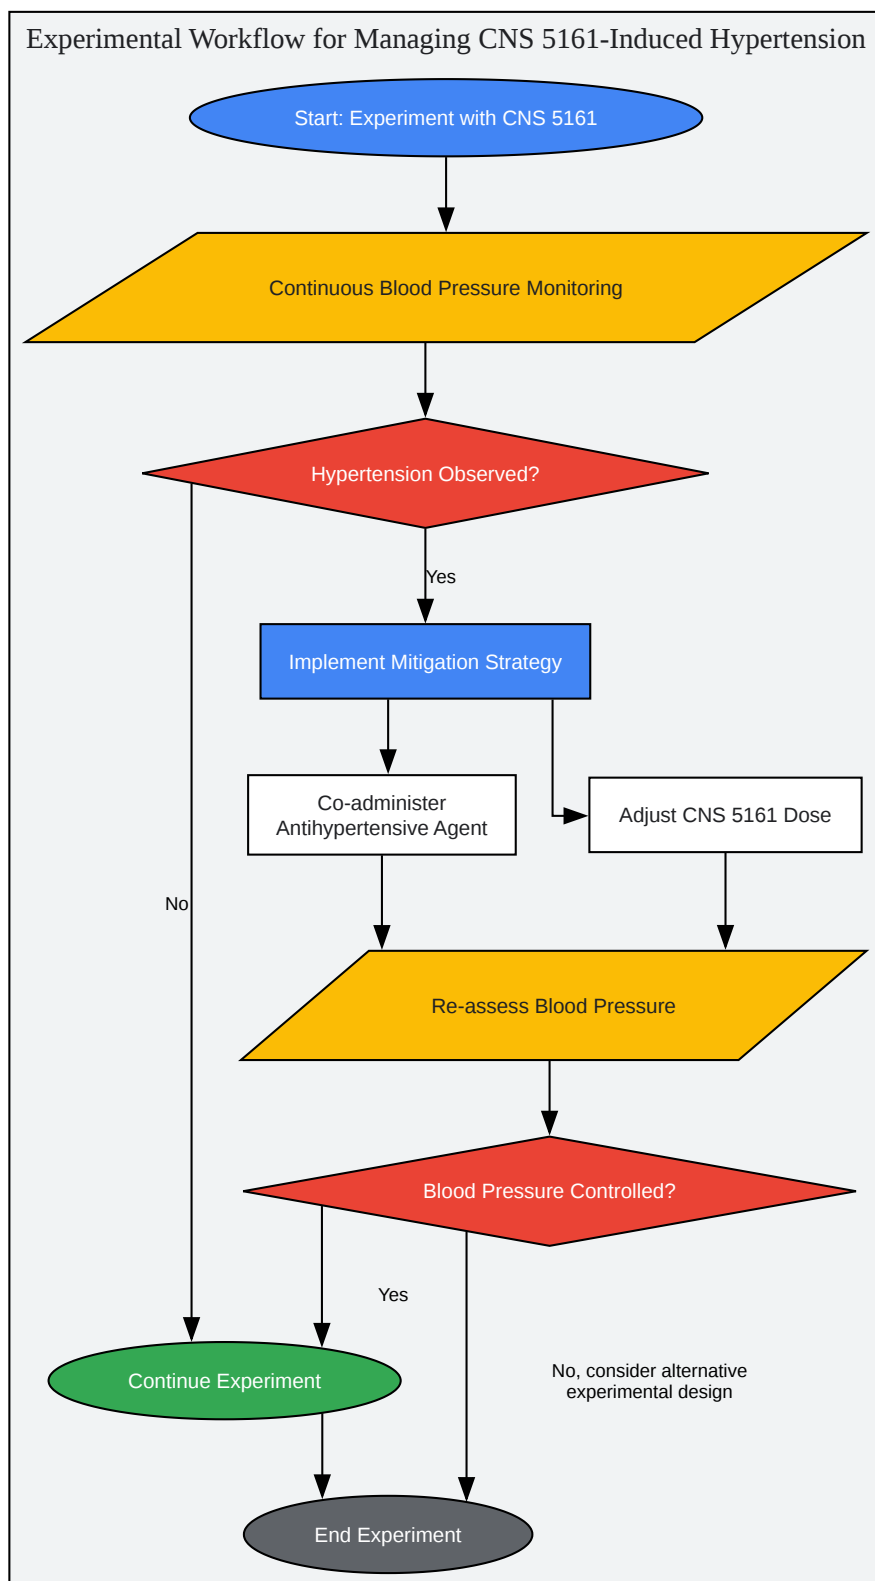 Experimental Workflow for Managing CNS 5161-Induced Hypertension
Start: Experiment with CNS 5161
Continuous Blood Pressure Monitoring
Hypertension Observed?
Yes
Implement Mitigation Strategy
Co-administer
Antihypertensive Agent
Adjust CNS 5161 Dose
No
Re-assess Blood Pressure
Blood Pressure Controlled?
Yes
No, consider alternative
experimental design
Continue Experiment
End Experiment